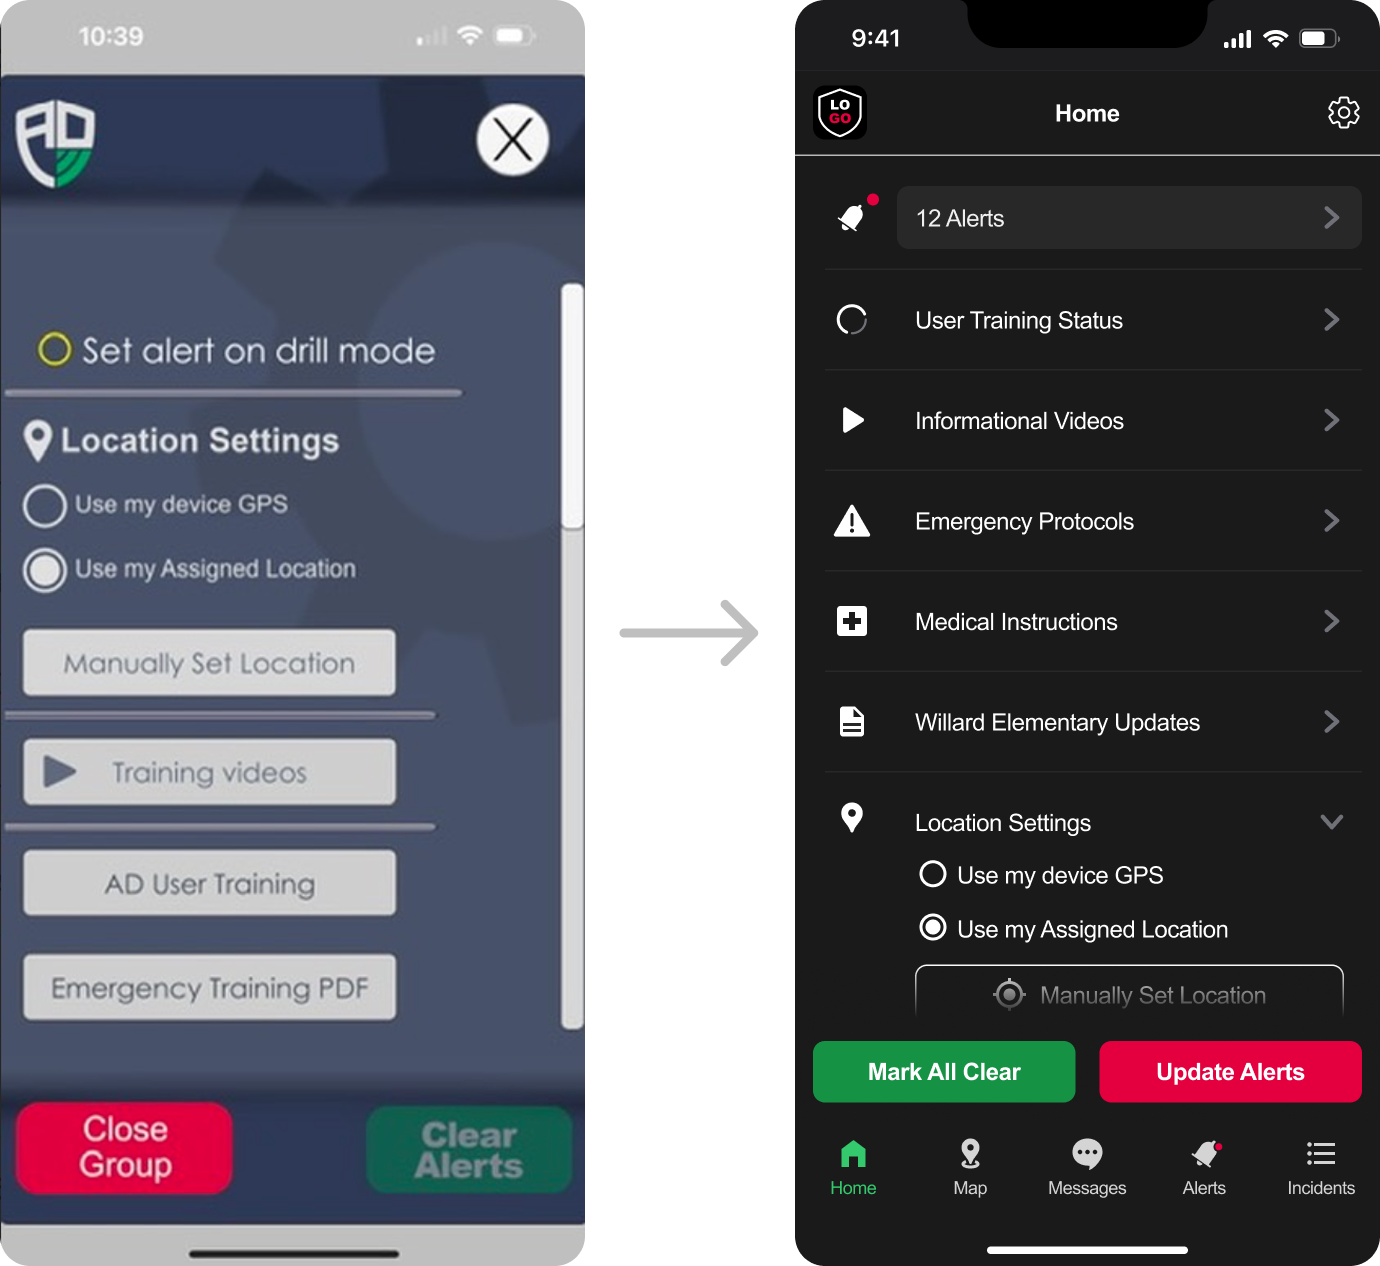 10:39
AD
Set alert on drill mode
Location Settings
Use my device GPS
Use my Assigned Location
Manually Set Location
Training videos
AD User Training
Emergency Training PDF
Close
Group
Clear
Alerts
9:41
LO
GO
Home
12 Alerts
User Training Status
Informational Videos
Emergency Protocols
Medical Instructions
Willard Elementary Updates
Location Settings
Use my device GPS
Use my Assigned Location
Manually Set Location
Mark All Clear
Update Alerts
Home
Map
Messages
Alerts
Incidents